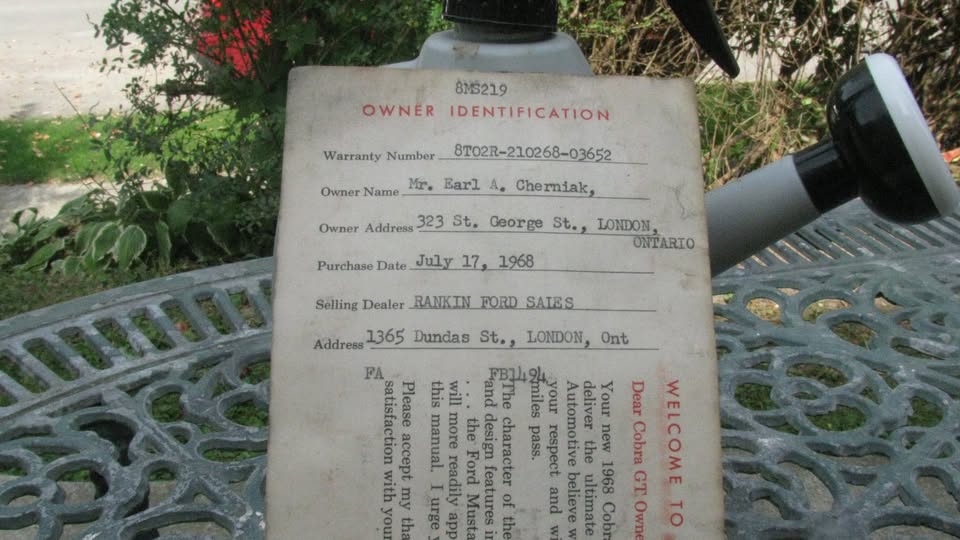 8MS219
OWNER IDENTIFICATION
Warranty Number 8T02R-210268-03652
Owner Name Mr. Earl A. Cherniak,
Owner Address 323 St. George St., LONDON,
ONTARIO
Purchase Date July 17, 1968
Selling Dealer RANKIN FORD SALES
Address 1365 Dundas St., LONDON, Ont
FA FB1494
WELCOME TO
Dear Cobra GT Owne
Your new 1968 Cobra
deliver the ultimate
Automotive believe w
your respect and wi
miles pass.
The character of the
and design features in
. . . the Ford Musta
will more readily app
this manual. I urge y
Please accept my tha
satisfaction with your